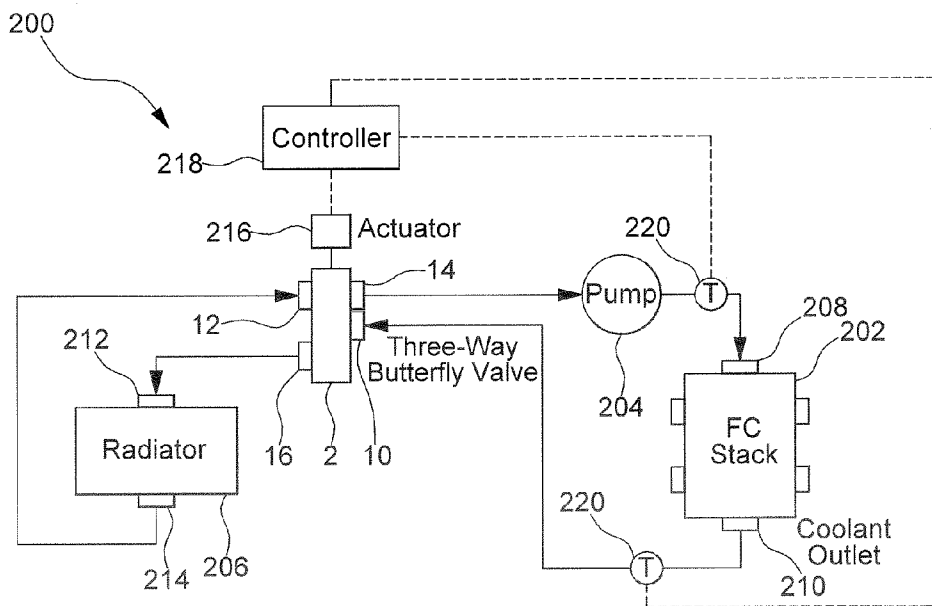 200
Controller
218
216
Actuator
220
14
Pump
T
208
202
12
212
Three-Way
Butterfly Valve
204
FC
Stack
Radiator
16
2
10
220
Coolant
Outlet
T
214
206
210